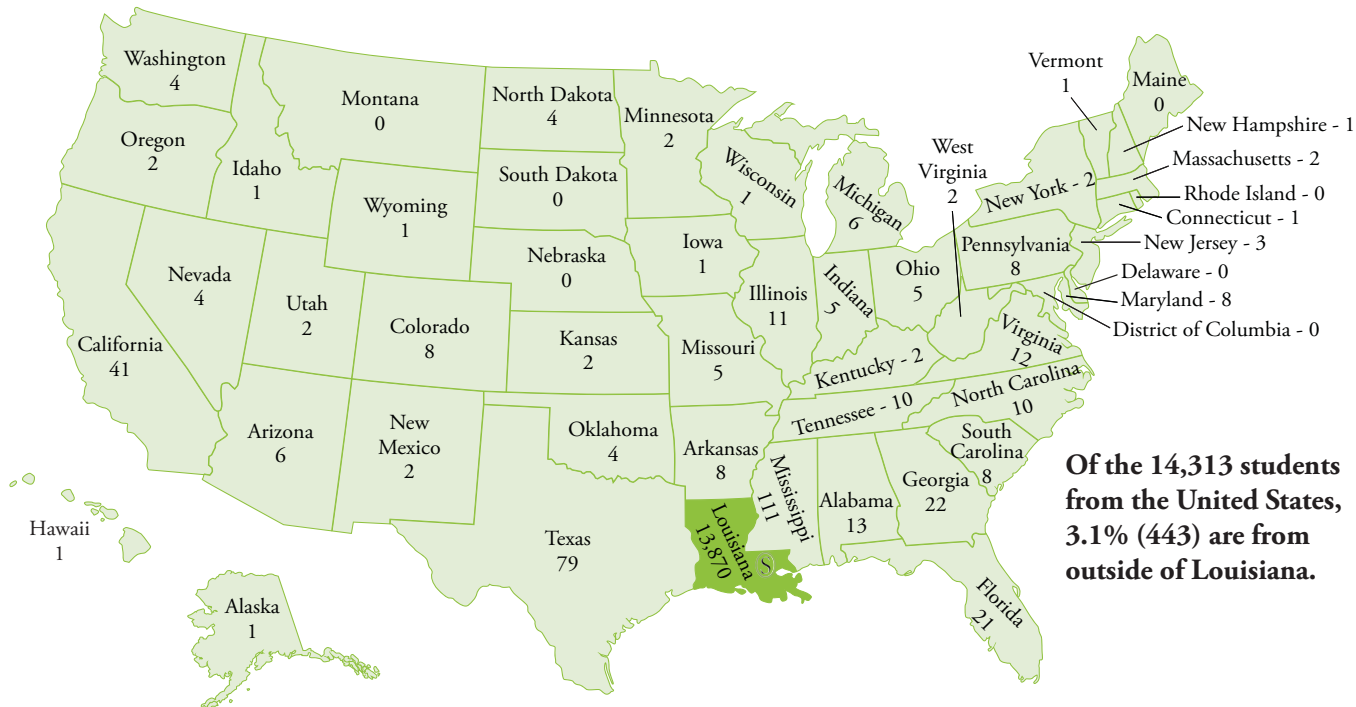 Washington
4
Oregon
2
Idaho
1
Montana
0
Wyoming
1
North Dakota
4
South Dakota
0
Nebraska
0
Kansas
2
Minnesota
2
Iowa
1
Missouri
5
Wisconsin
1
Michigan
6
Illinois
11
Indiana
5
Ohio
5
Nevada
4
Utah
2
Colorado
8
California
41
Arizona
6
New
Mexico
2
Oklahoma
4
Texas
79
Arkansas
8
Louisiana
13,870
S
Mississippi
111
Alabama
13
Georgia
22
Florida
21
South
Carolina
8
North Carolina
10
Tennessee - 10
Kentucky - 2
Virginia
12
West
Virginia
2
Pennsylvania
8
New York - 2
Vermont
1
Maine
0
New Hampshire - 1
Massachusetts - 2
Rhode Island - 0
Connecticut - 1
New Jersey - 3
Delaware - 0
Maryland - 8
District of Columbia - 0
Hawaii
1
Alaska
1
Of the 14,313 students
from the United States,
3.1% (443) are from
outside of Louisiana.